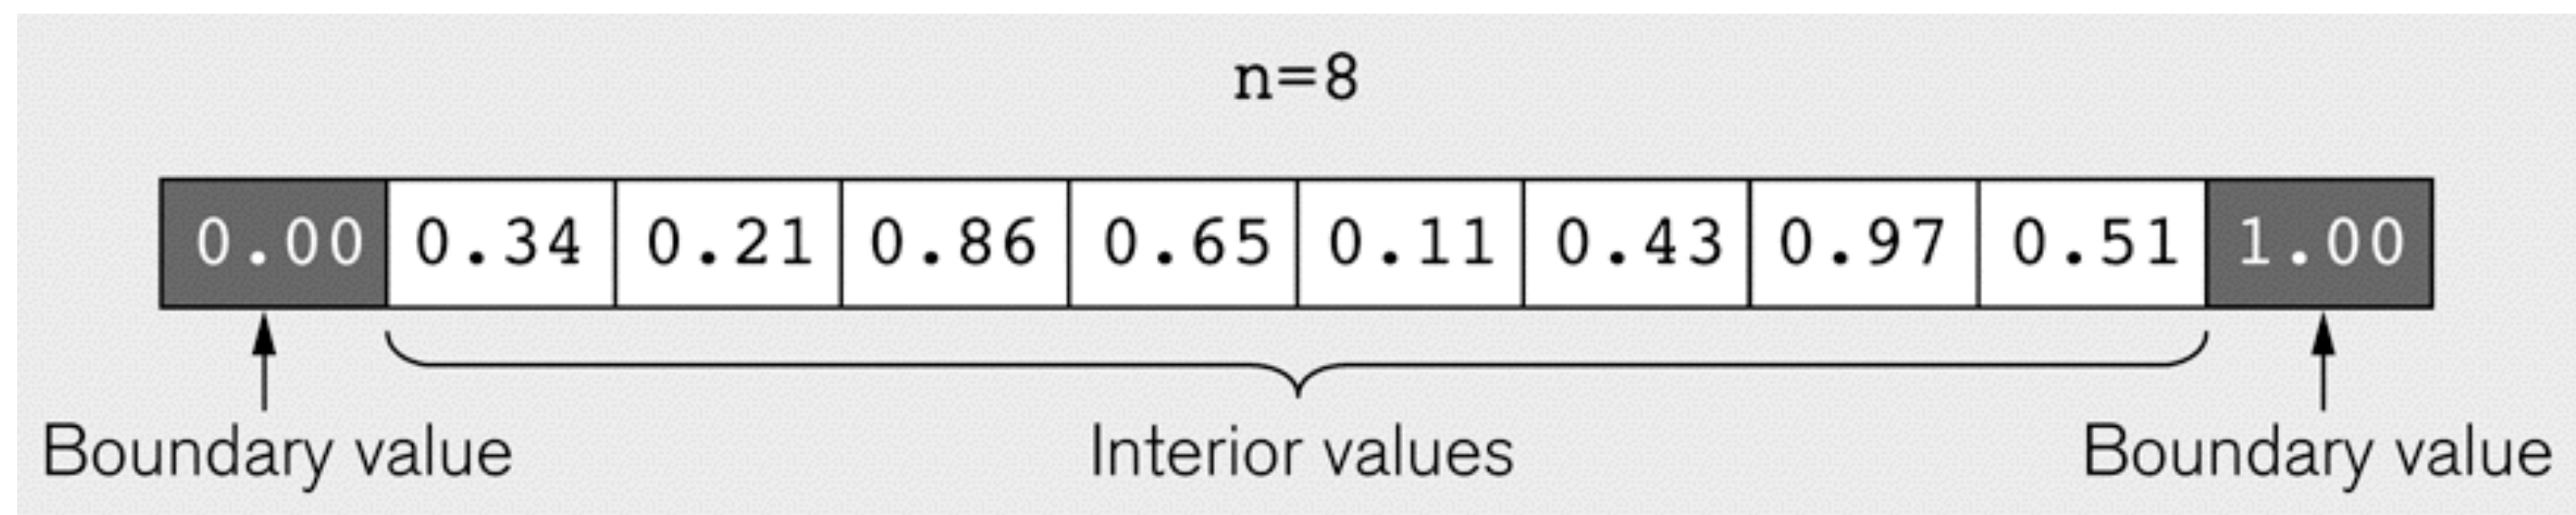 n=8
0.00 0.34 0.21 0.86 0.65 0.11 0.43 0.97 0.51 1.00
Boundary value Interior values Boundary value